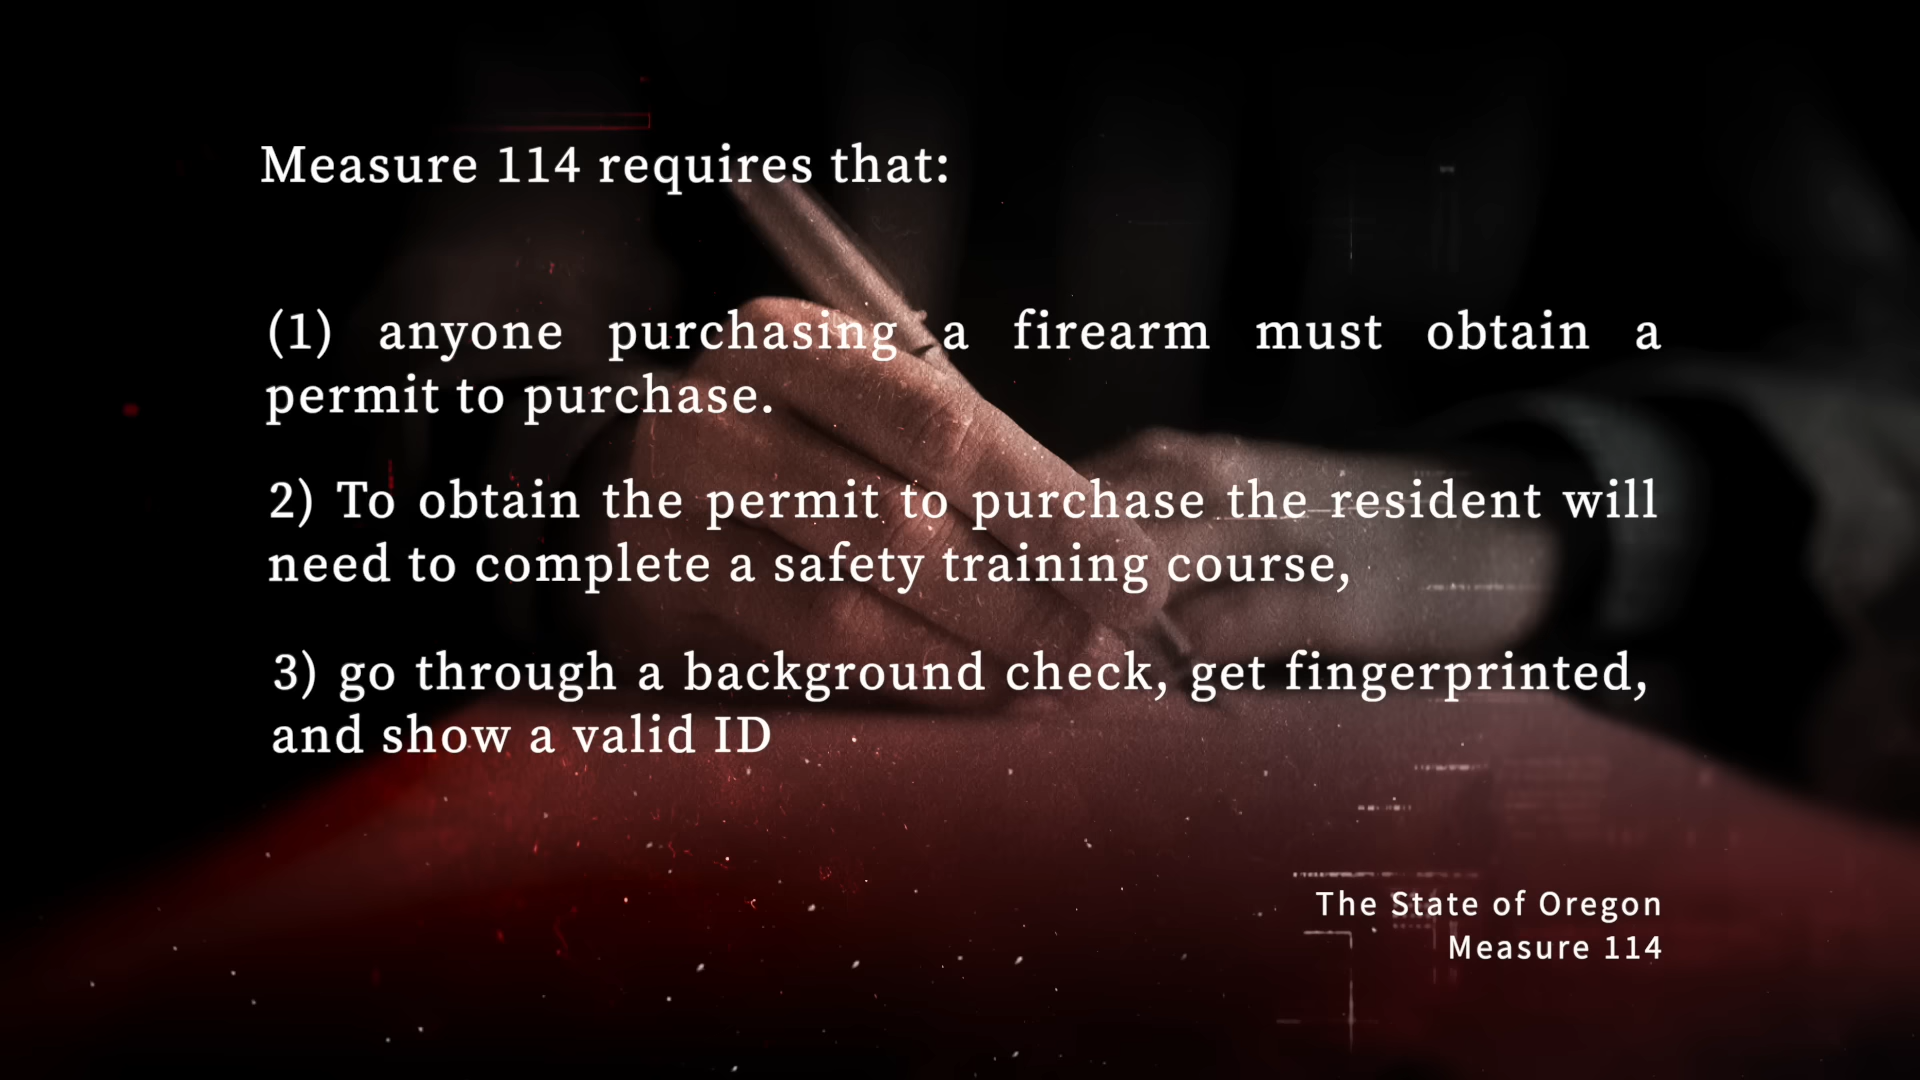 Measure 114 requires that:
(1) anyone purchasing a firearm must obtain a
permit to purchase.
2) To obtain the permit to purchase the resident will
need to complete a safety training course,
3) go through a background check, get fingerprinted,
and show a valid ID
The State of Oregon
Measure 114